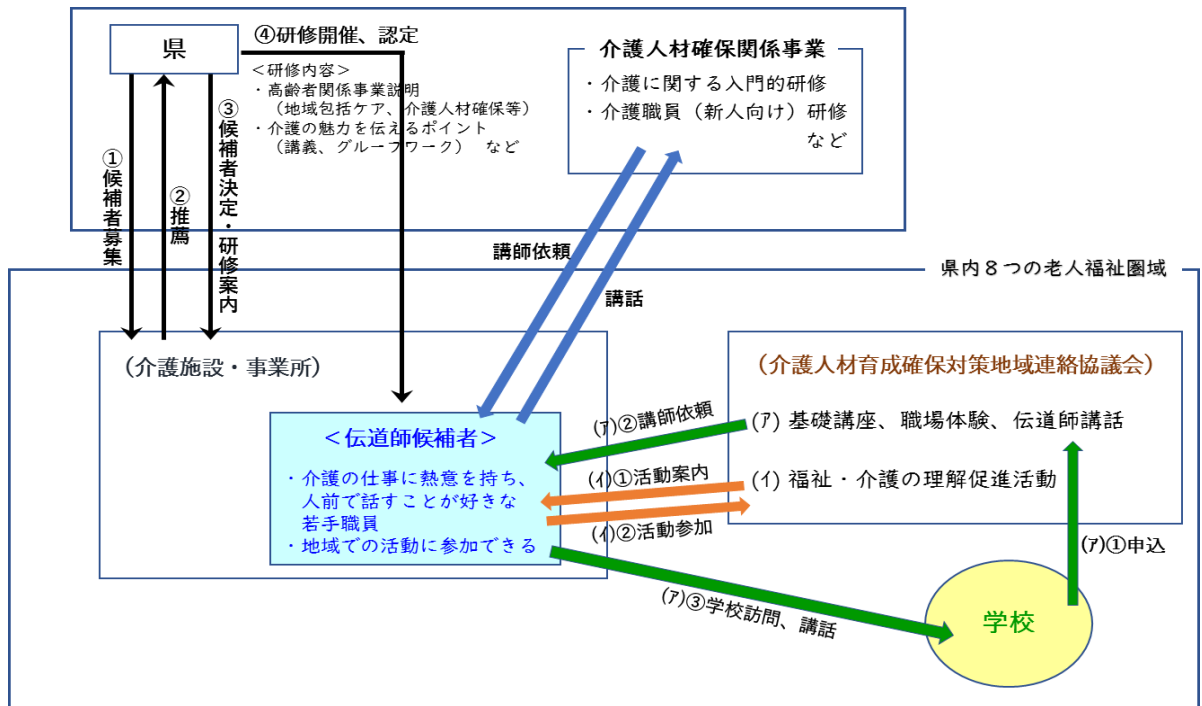 県
④研修開催、認定
＜研修内容＞
・高齢者関係事業説明
（地域包括ケア、介護人材確保等）
・介護の魅力を伝えるポイント
（講義、グループワーク）　など
①候補者募集
②推薦
③候補者決定・研修案内
介護人材確保関係事業
・介護に関する入門的研修
・介護職員（新人向け）研修
など
講師依頼
講話
県内８つの老人福祉圏域
（介護施設・事業所）
＜伝道師候補者＞
・介護の仕事に熱意を持ち、
人前で話すことが好きな
若手職員
・地域での活動に参加できる
（介護人材育成確保対策地域連絡協議会）
(ア) 基礎講座、職場体験、伝道師講話
(イ) 福祉・介護の理解促進活動
(ア)②講師依頼
(イ)①活動案内
(イ)②活動参加
(ア)③学校訪問、講話
(ア)①申込
学校